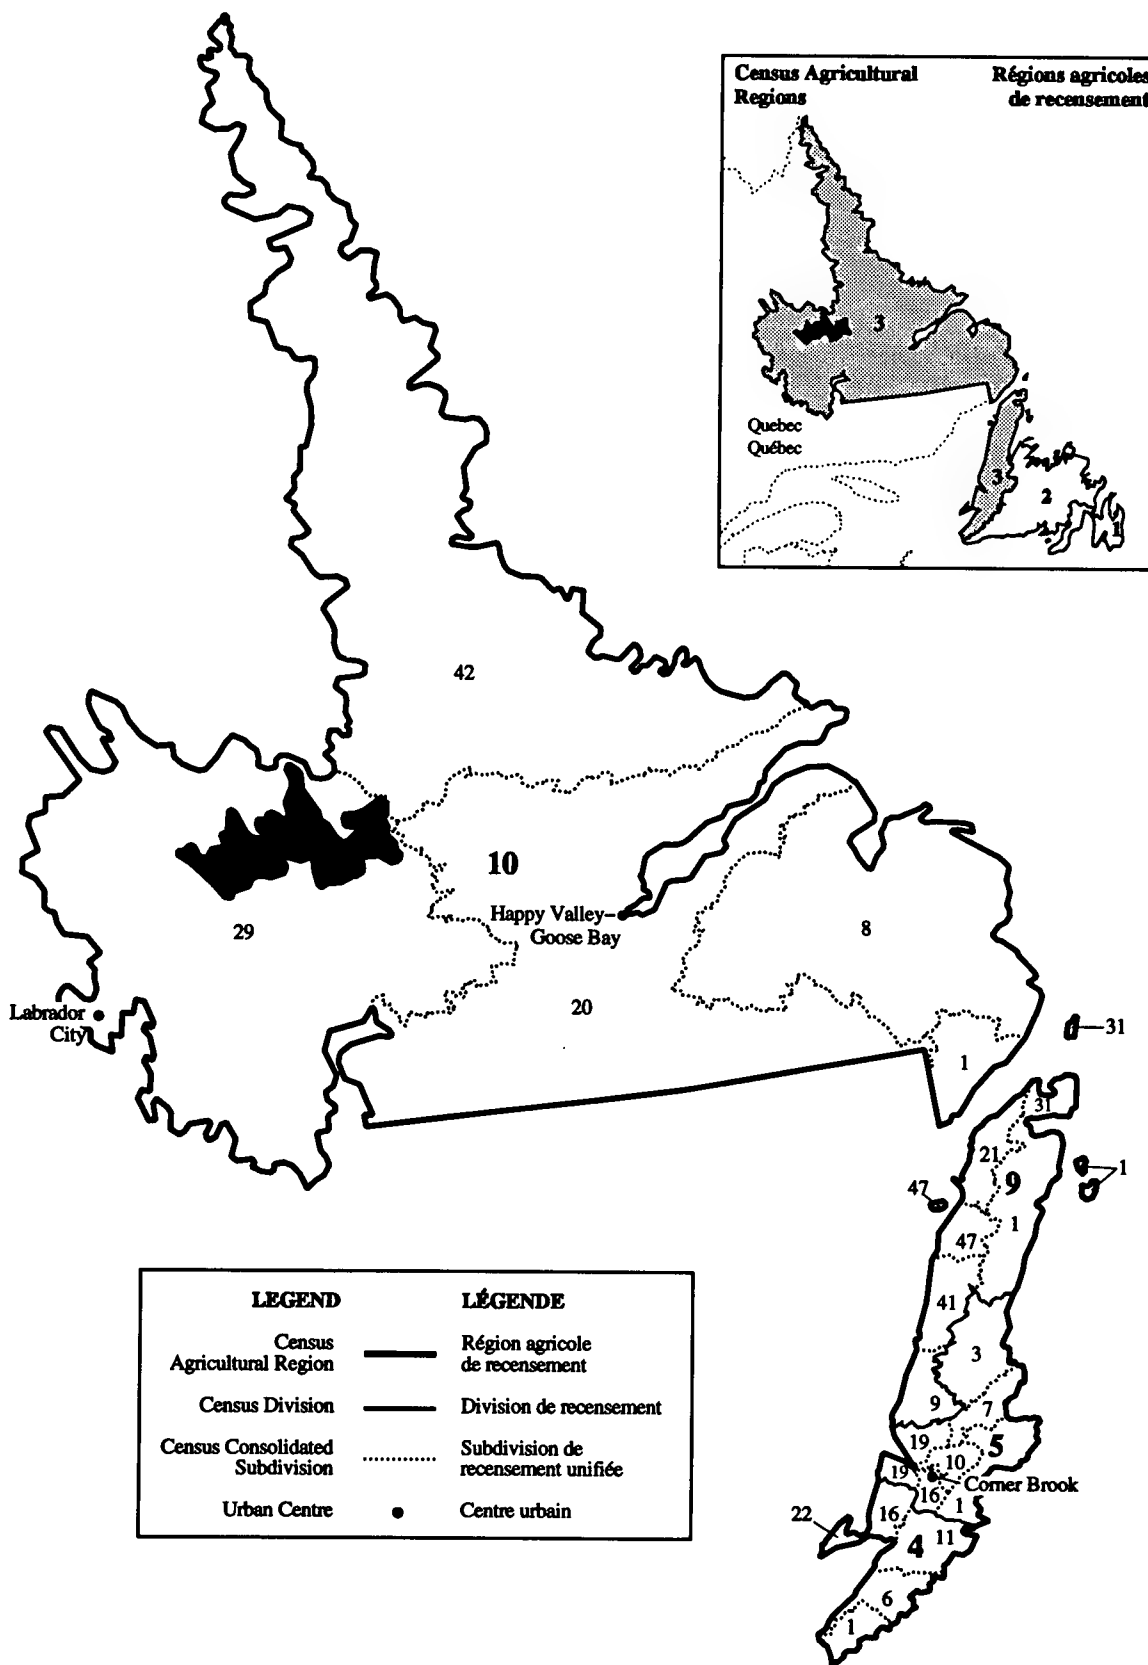 Census Agricultural Regions
Régions agricoles de recensement
3
Quebec
Québec
3
2
1
42
10
Happy Valley–
Goose Bay
29
8
20
Labrador
City
31
1
31
21
9
1
47
1
47
41
3
9
7
19
5
10
19
Corner Brook
16
1
16
22
4
11
6
1
LEGEND
LÉGENDE
Census
Agricultural Region
Région agricole
de recensement
Census Division
Division de recensement
Census Consolidated
Subdivision
Subdivision de
recensement unifiée
Urban Centre
Centre urbain